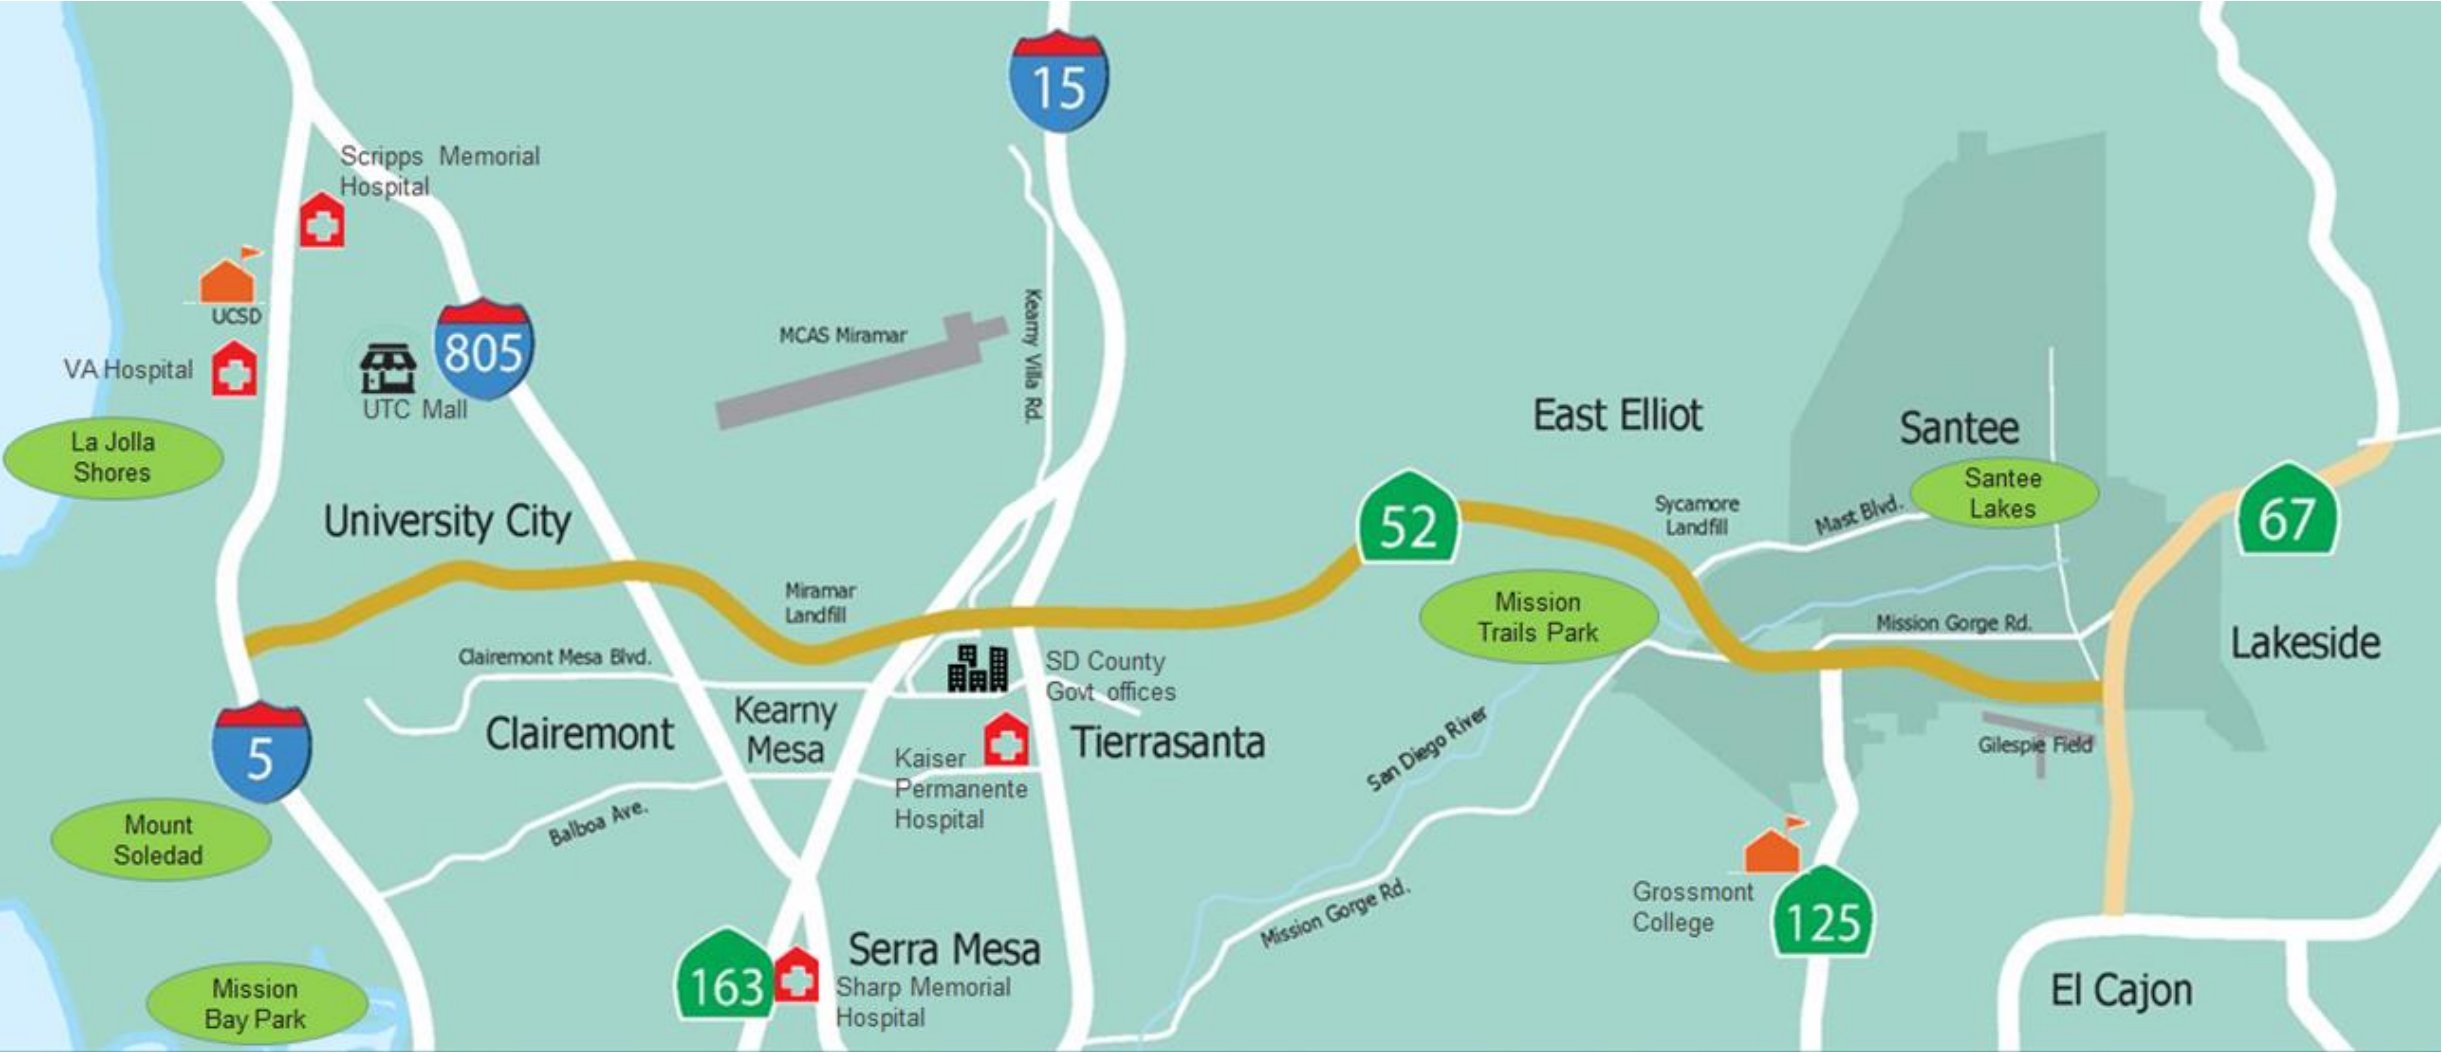 15
Scripps Memorial
Hospital
UCSD
VA Hospital
805
UTC Mall
MCAS Miramar
Kearny Villa Rd.
La Jolla
Shores
University City
East Elliot
Santee
Santee
Lakes
52
Sycamore
Landfill
Mast Blvd.
67
Miramar
Landfill
Mission
Trails Park
Mission Gorge Rd.
Lakeside
Clairemont Mesa Blvd.
SD County
Govt offices
Clairemont
Kearny
Mesa
Tierrasanta
San Diego River
Gilespie Field
5
Kaiser
Permanente
Hospital
Balboa Ave.
Mount
Soledad
Mission Gorge Rd.
Grossmont
College
125
163
Serra Mesa
Sharp Memorial
Hospital
El Cajon
Mission
Bay Park